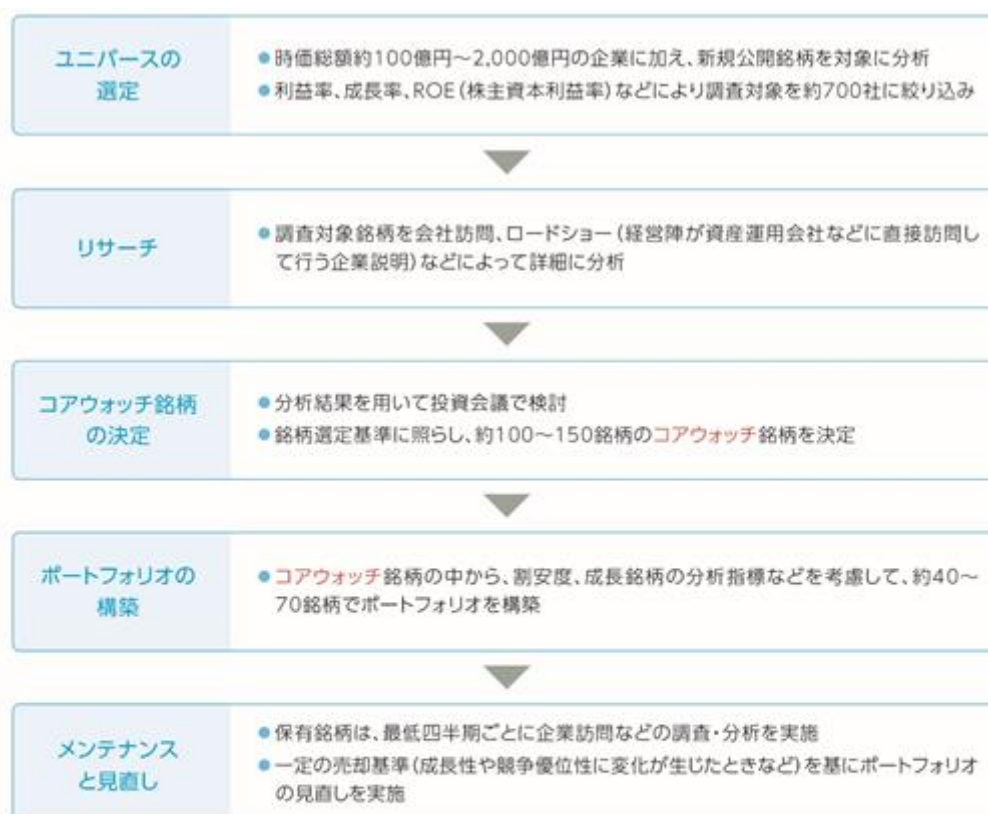 ユニバースの
選定
●時価総額約100億円～2,000億円の企業に加え、新規公開銘柄を対象に分析
●利益率、成長率、ROE（株主資本利益率）などにより調査対象を約700社に絞り込み
リサーチ
●調査対象銘柄を会社訪問、ロードショー（経営陣が資産運用会社などに直接訪問し
て行う企業説明）などによって詳細に分析
コアウォッチ銘柄
の決定
●分析結果を用いて投資会議で検討
●銘柄選定基準に照らし、約100～150銘柄のコアウォッチ銘柄を決定
ポートフォリオの
構築
●コアウォッチ銘柄の中から、割安度、成長銘柄の分析指標などを考慮して、約40～
70銘柄でポートフォリオを構築
メンテナンス
と見直し
●保有銘柄は、最低四半期ごとに企業訪問などの調査・分析を実施
●一定の売却基準（成長性や競争優位性に変化が生じたときなど）を基にポートフォリオ
の見直しを実施